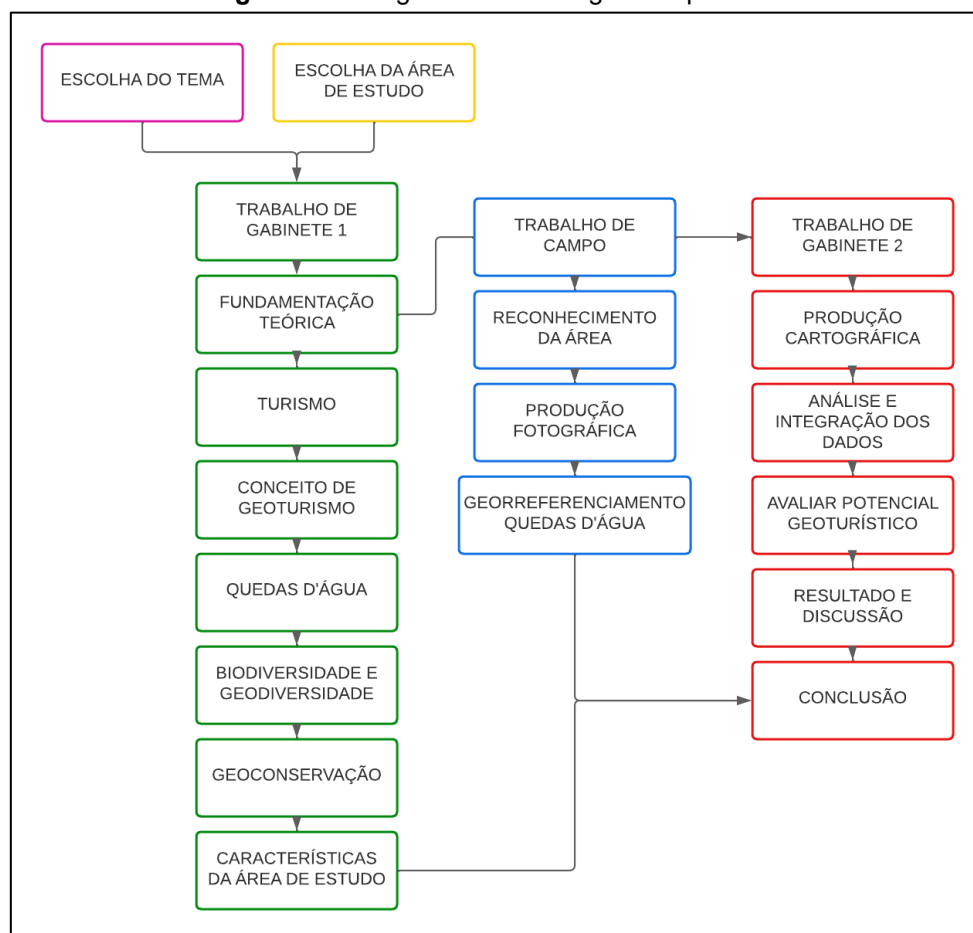 ESCOLHA DO TEMA
ESCOLHA DA ÁREA
DE ESTUDO
TRABALHO DE
GABINETE 1
FUNDAMENTAÇÃO
TEÓRICA
TURISMO
CONCEITO DE
GEOTURISMO
QUEDAS D'ÁGUA
BIODIVERSIDADE E
GEODIVERSIDADE
GEOCONSERVAÇÃO
CARACTERÍSTICAS
DA ÁREA DE ESTUDO
TRABALHO DE
CAMPO
RECONHECIMENTO
DA ÁREA
PRODUÇÃO
FOTOGRÁFICA
GEORREFERENCIAMENTO
QUEDAS D'ÁGUA
TRABALHO DE
GABINETE 2
PRODUÇÃO
CARTOGRÁFICA
ANÁLISE E
INTEGRAÇÃO DOS
DADOS
AVALIAR POTENCIAL
GEOTURÍSTICO
RESULTADO E
DISCUSSÃO
CONCLUSÃO